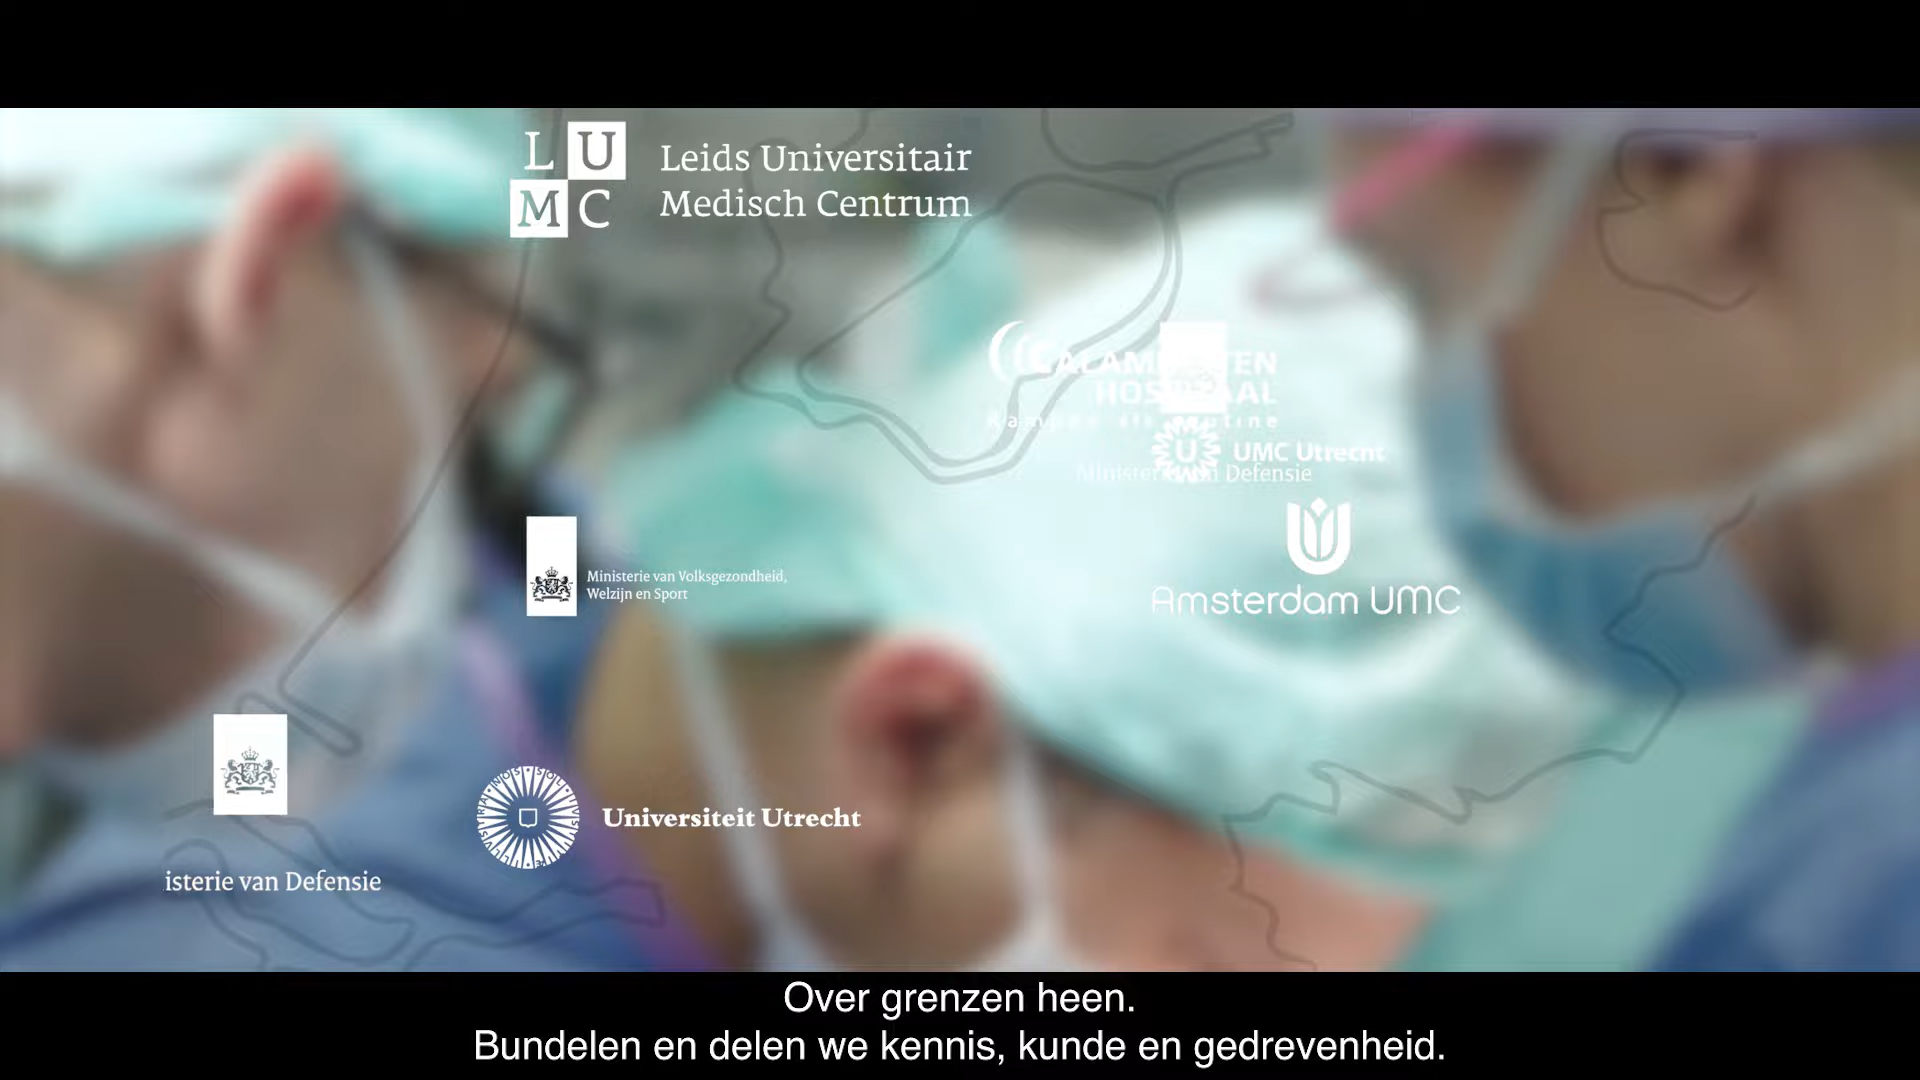 L U
M C
Leids Universitair
Medisch Centrum
HOSPITAAL
U
UMC Utrecht
Defensie
Ministerie van Volksgezondheid,
Welzijn en Sport
Amsterdam UMC
isterie van Defensie
Universiteit Utrecht
Over grenzen heen.
Bundelen en delen we kennis, kunde en gedrevenheid.